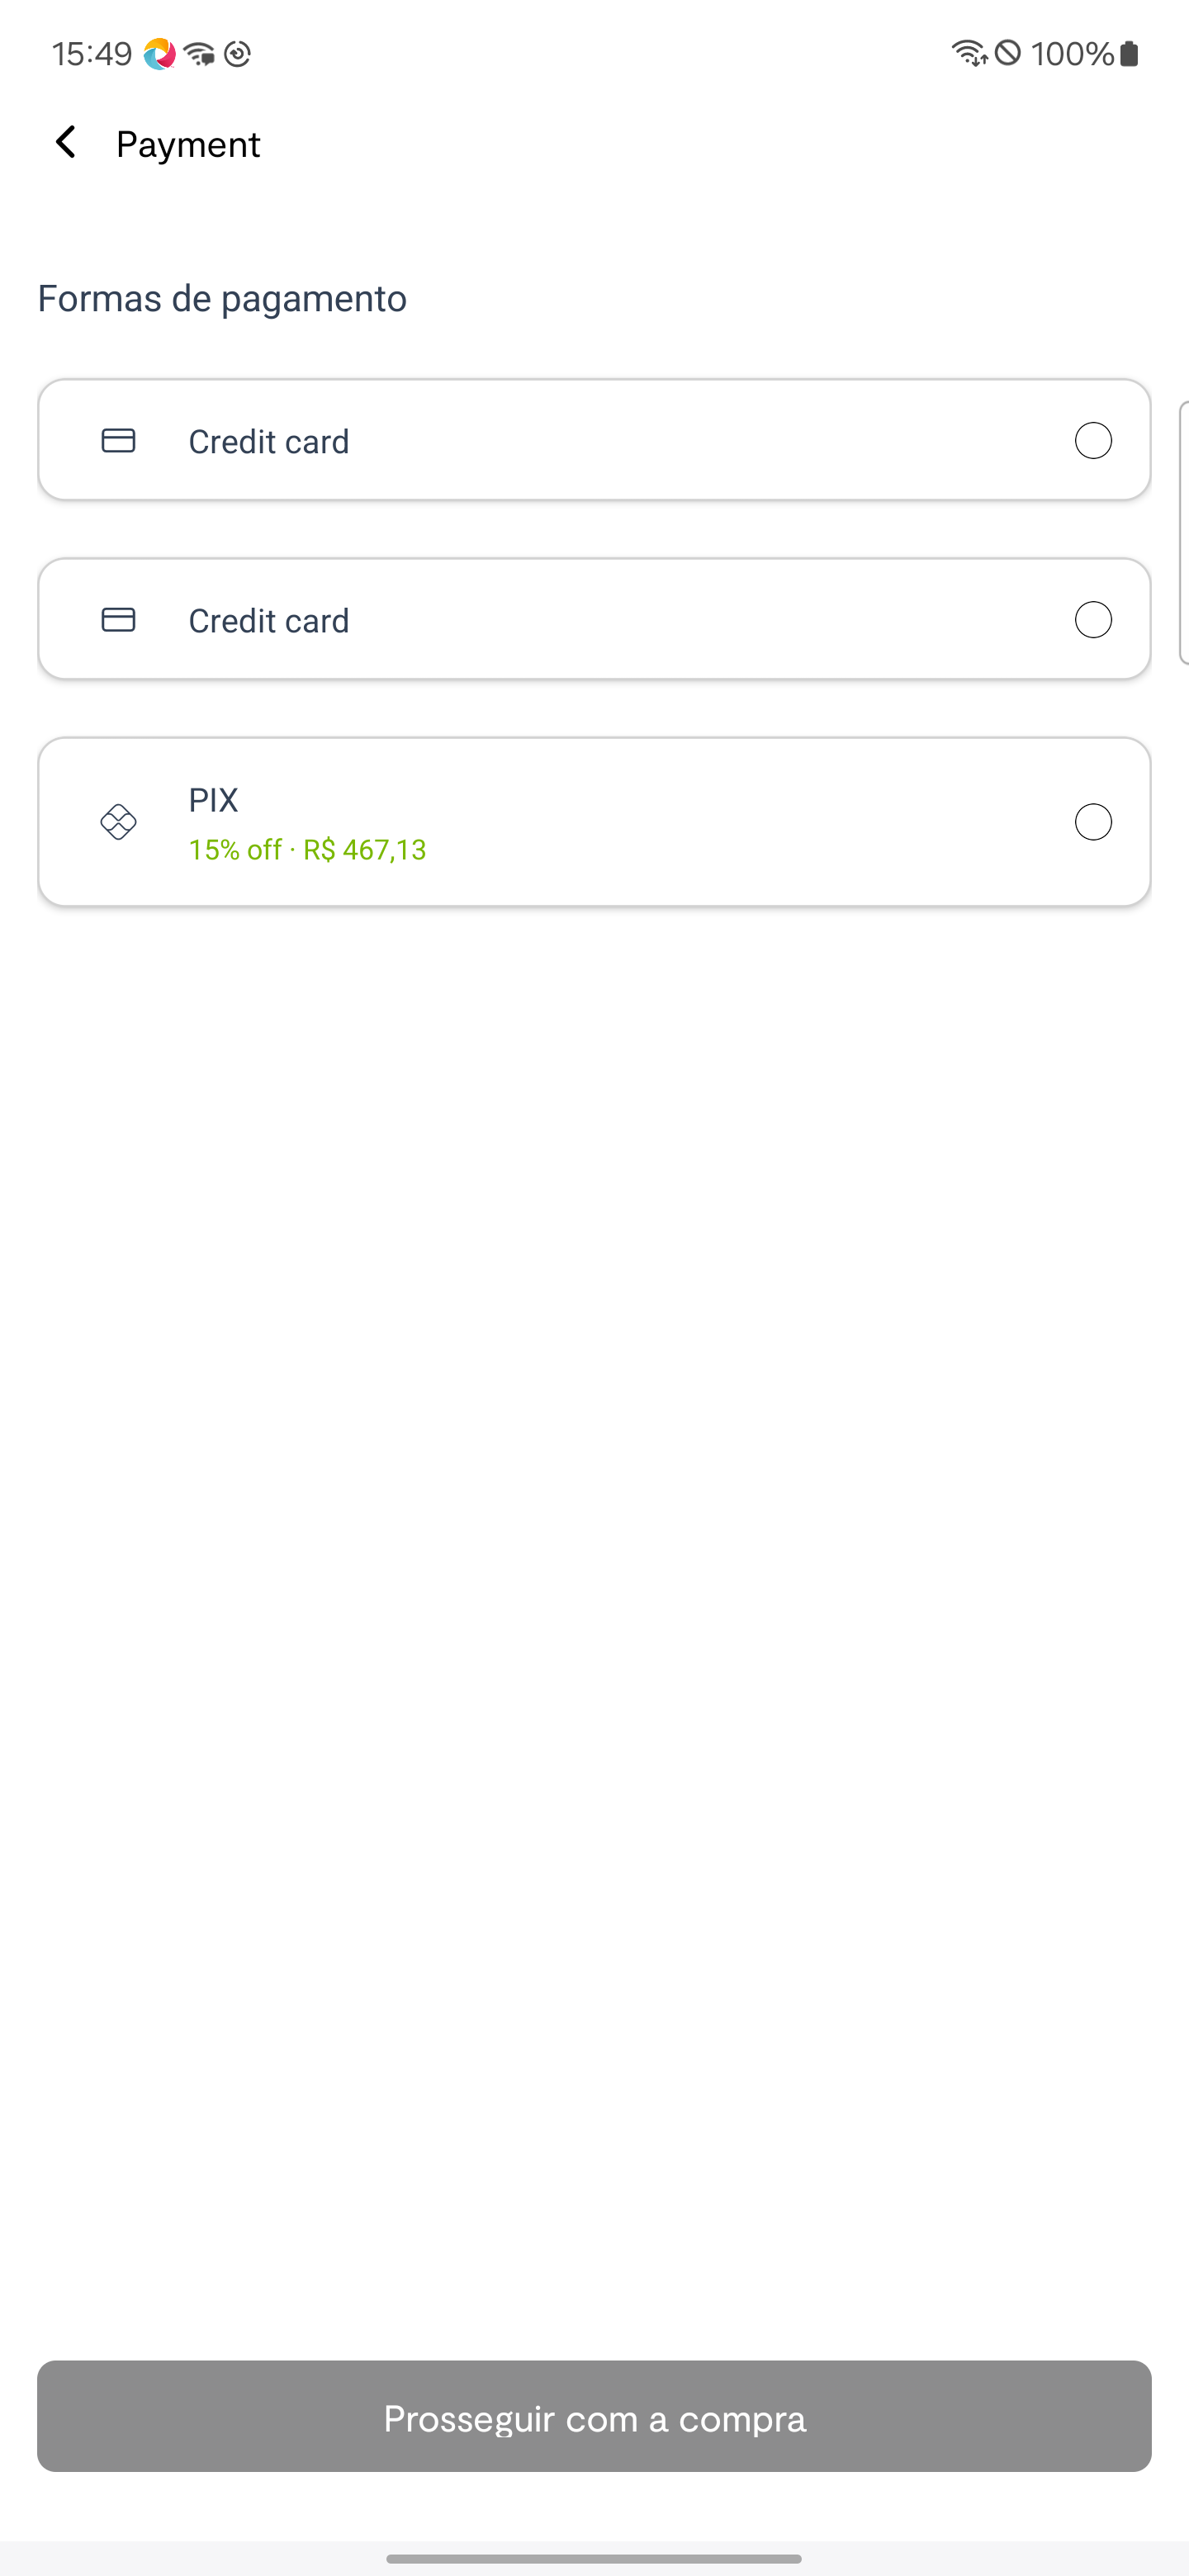 15:49
100%
Payment
Formas de pagamento
Credit card
Credit card
PIX
15% off · R$ 467,13
Prosseguir com a compra